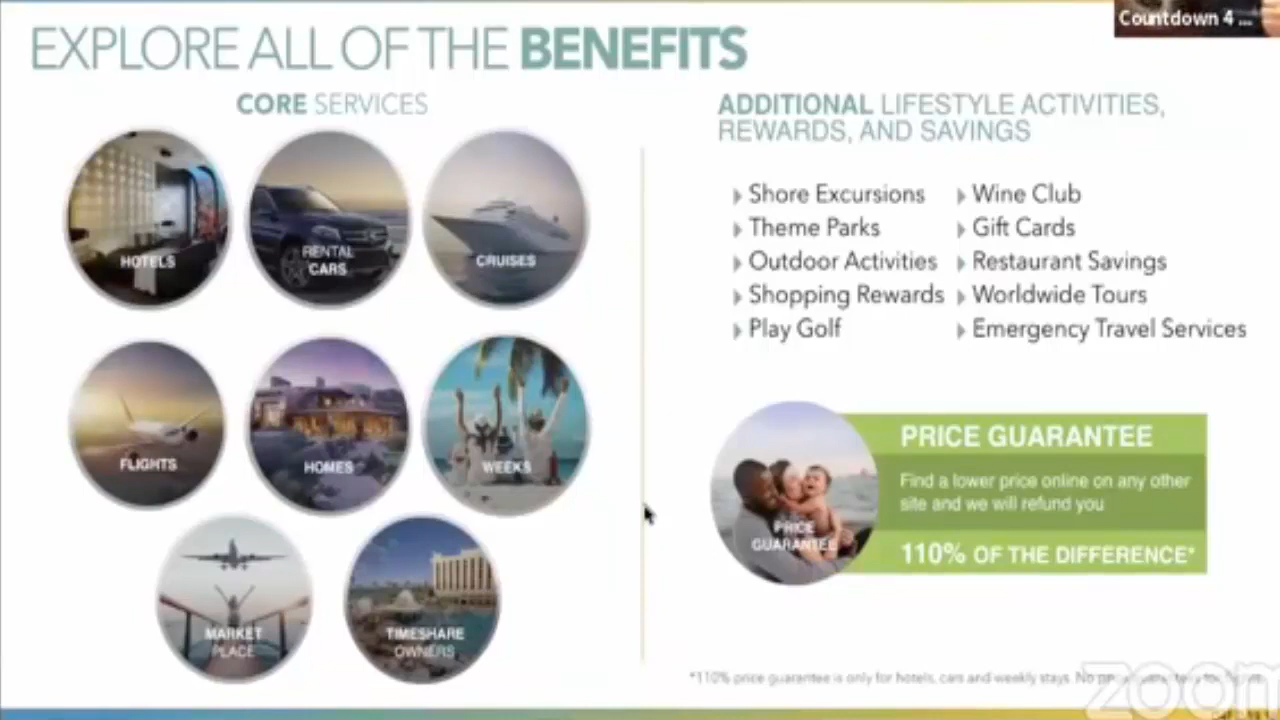 Countdown 4 ...
EXPLORE ALL OF THE BENEFITS
CORE SERVICES
HOTELS
RENTAL
CARS
CRUISES
FLIGHTS
HOMES
WEEKS
MARKET
PLACE
TIMESHARE
OWNERS
ADDITIONAL LIFESTYLE ACTIVITIES,
REWARDS, AND SAVINGS
Shore Excursions
Theme Parks
Outdoor Activities
Shopping Rewards
Play Golf
Wine Club
Gift Cards
Restaurant Savings
Worldwide Tours
Emergency Travel Services
PRICE
GUARANTEE
PRICE GUARANTEE
Find a lower price online on any other
site and we will refund you
110% OF THE DIFFERENCE*
*110% price guarantee is only for hotels, cars and weekly stays. No price
zoom